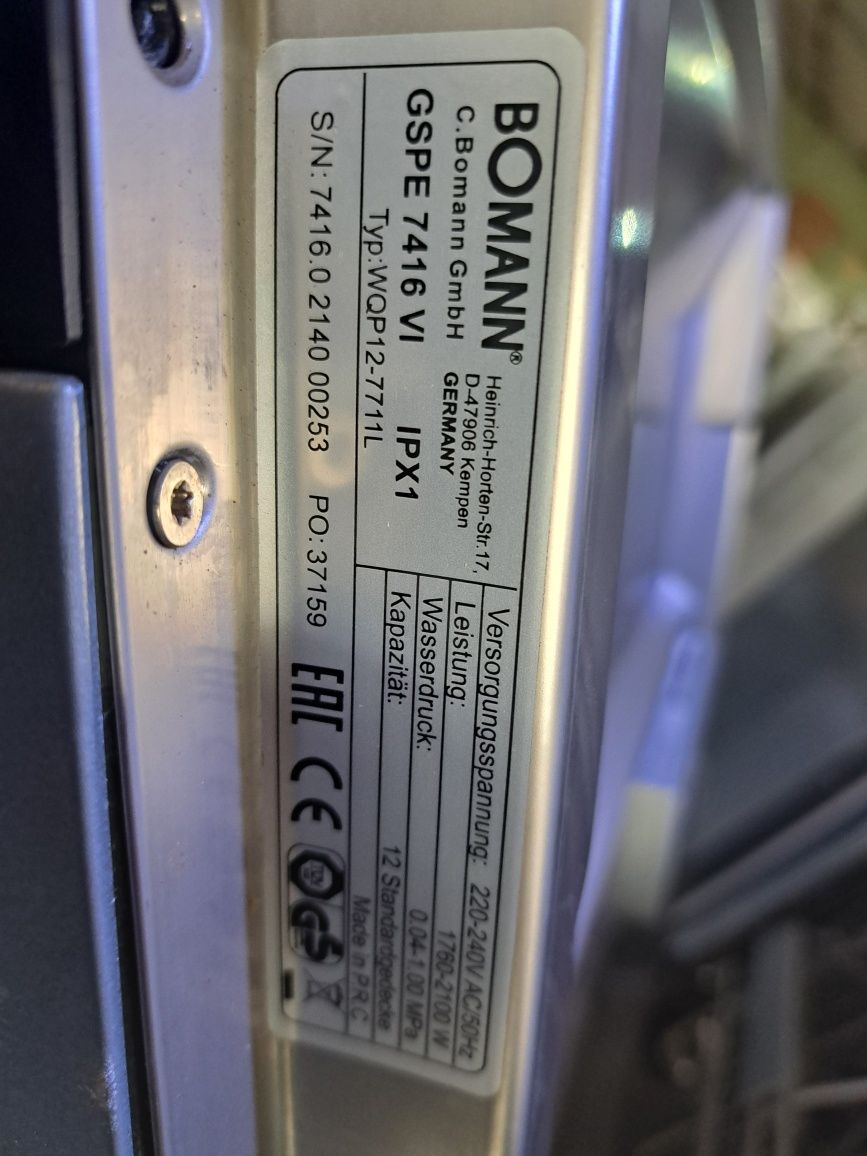 BOMANN®
C.Bomann GmbH
Heinrich-Horten-Str.17,
D-47906 Kempen
GERMANY
GSPE 7416 VI IPX1
Typ:WQP12-7711L
Versorgungsspannung: 220-240V AC/50Hz
Leistung: 1760-2100 W
Wasserdruck: 0.04-1.00 MPa
Kapazität: 12 Standardgedecke
Made in P.R.C.
S/N: 7416.0 2140 00253 PO: 37159 EAC CE TÜV GS